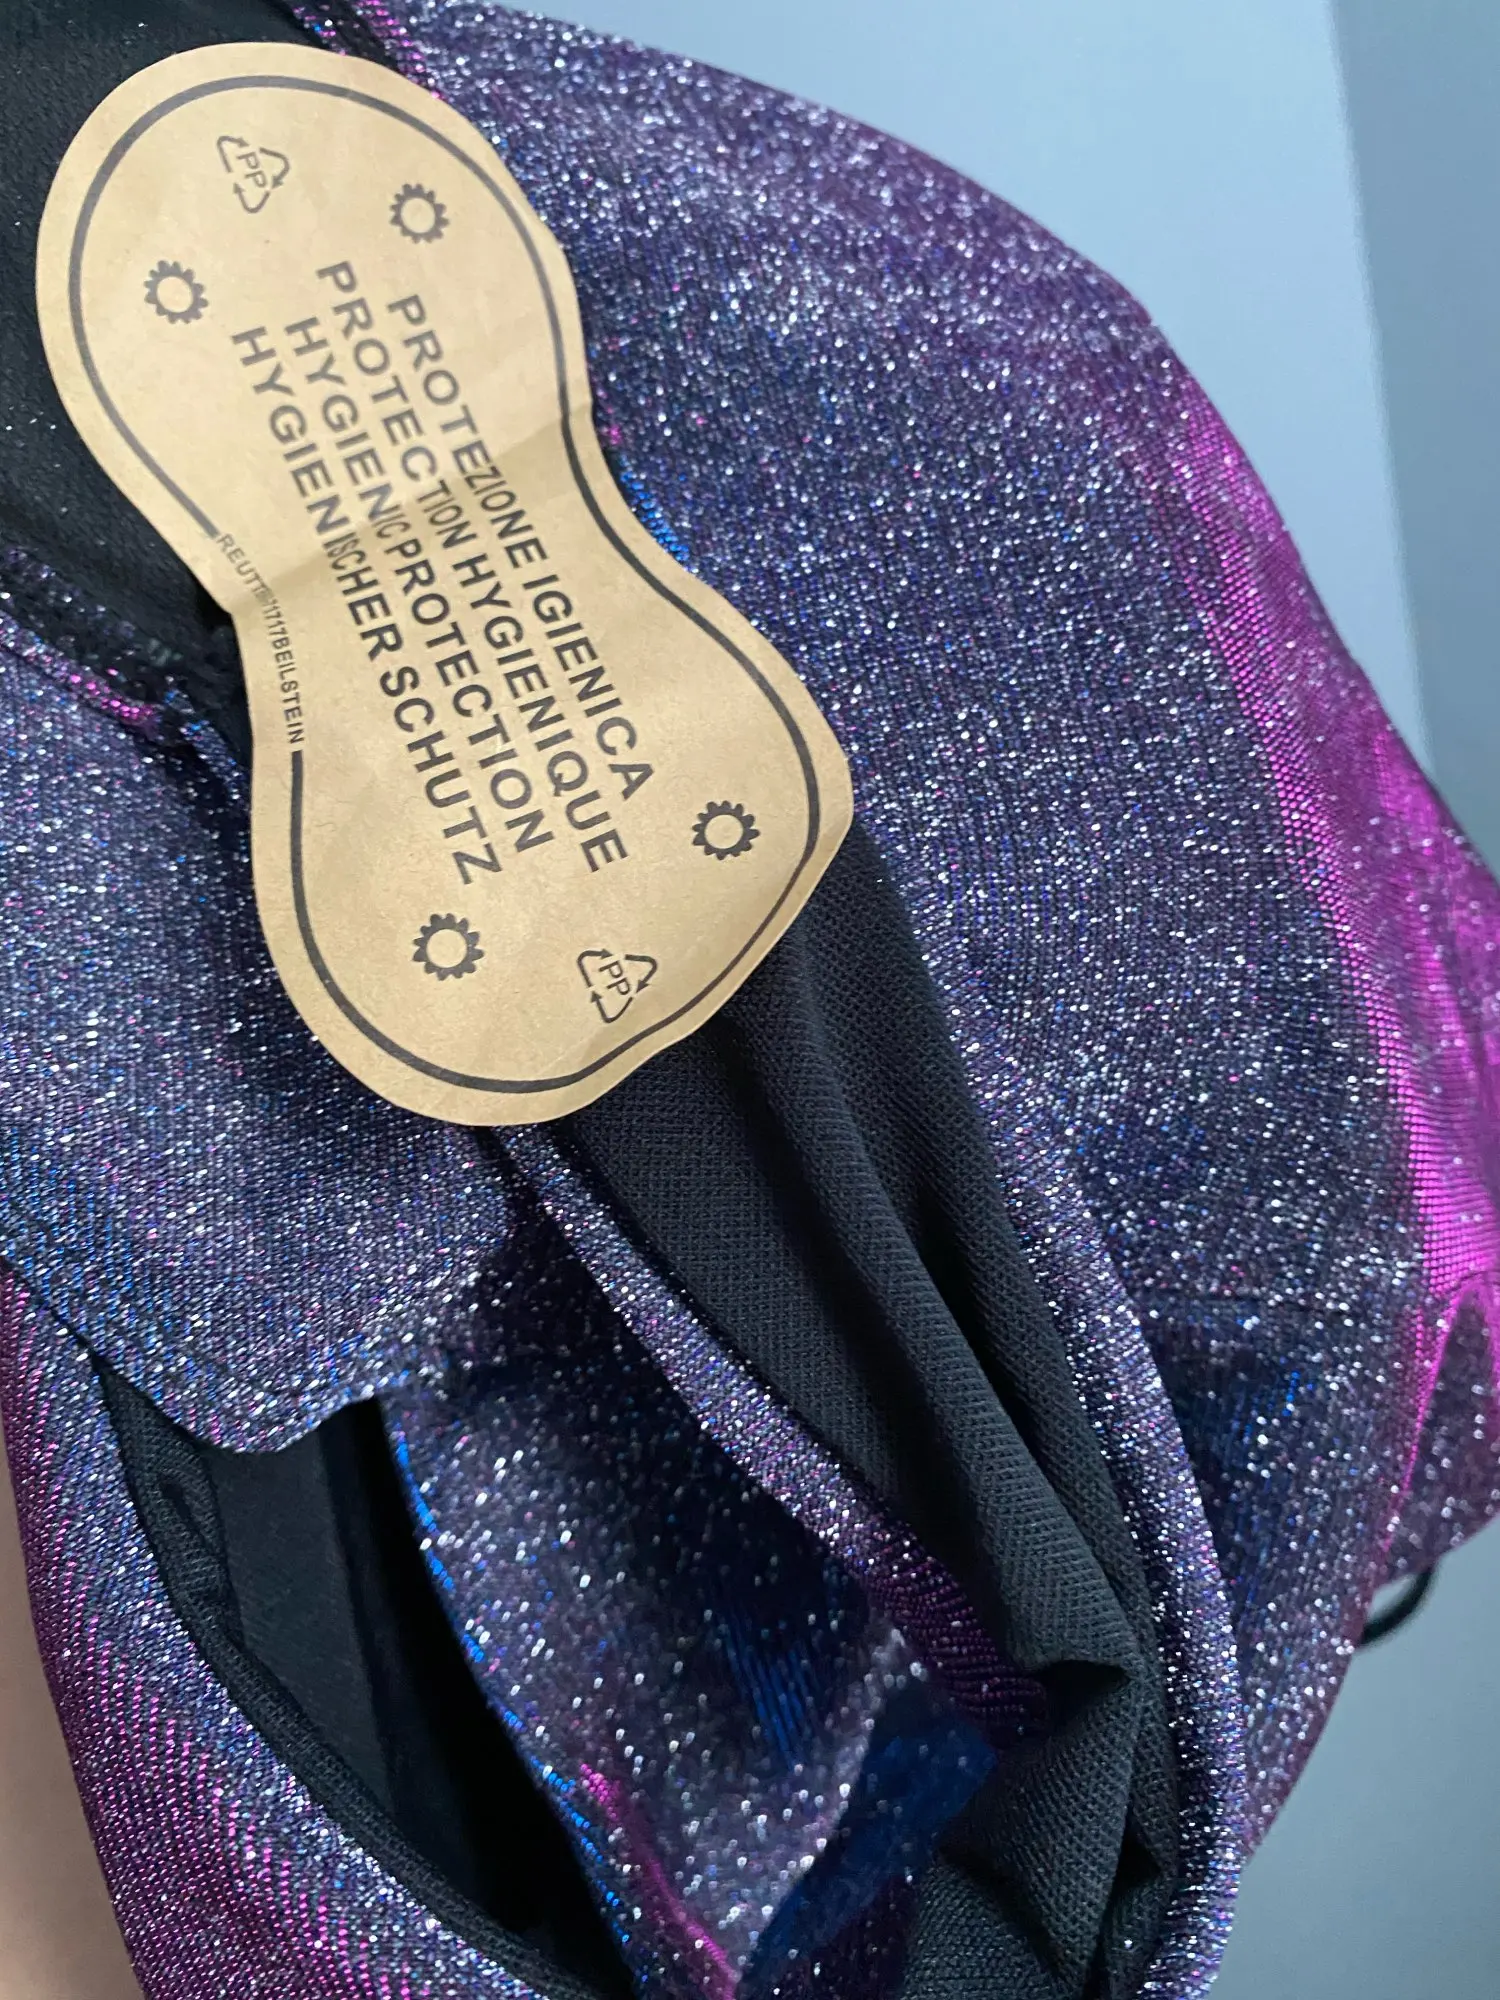 PP
PROTEZIONE IGIENICA
PROTECTION HYGIENIQUE
HYGIENIC PROTECTION
HYGIENISCHER SCHUTZ
PP